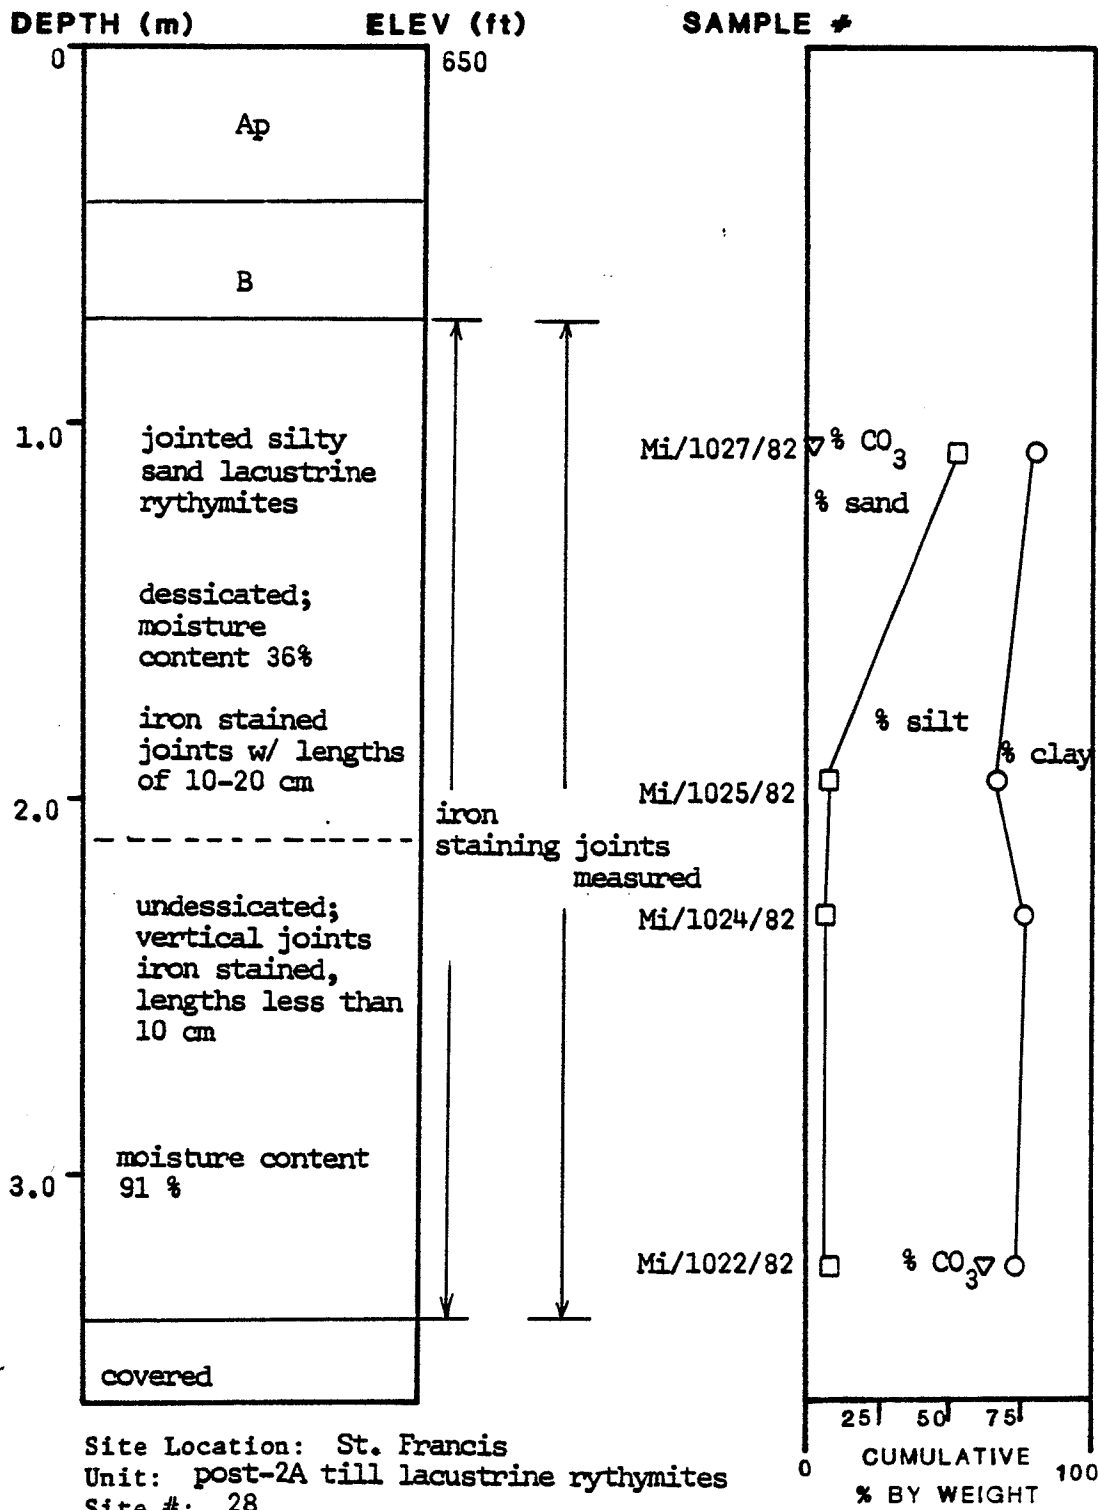 DEPTH (m) ELEV (ft) SAMPLE #
0 650
Ap
B
1.0
jointed silty
sand lacustrine
rythymites
dessicated;
moisture
content 36%
iron stained
joints w/ lengths
of 10-20 cm
2.0
undessicated;
vertical joints
iron stained,
lengths less than
10 cm
moisture content
91 %
3.0
covered
iron
staining joints
measured
Mi/1027/82 % CO3
% sand
% silt
% clay
Mi/1025/82
Mi/1024/82
Mi/1022/82 % CO3
25 50 75
0 100
CUMULATIVE
% BY WEIGHT
Site Location: St. Francis
Unit: post-2A till lacustrine rythymites
Site #: 28